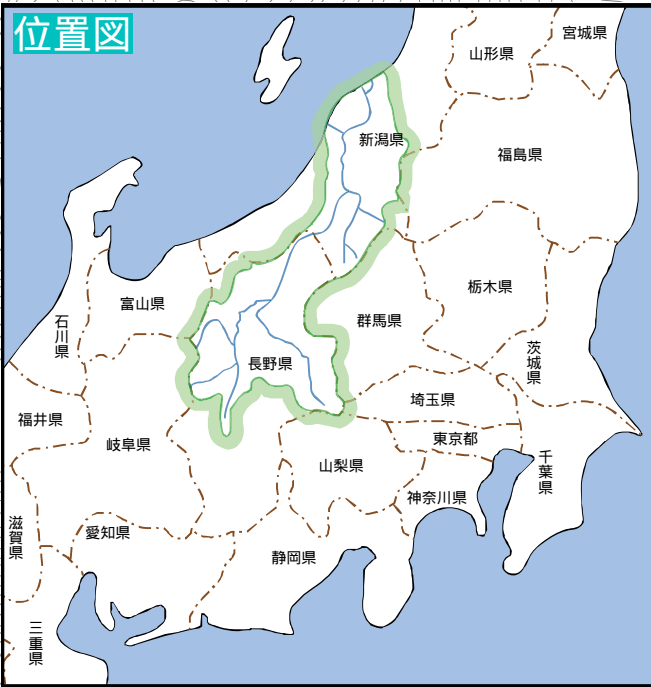 位置図
宮城県
山形県
新潟県
福島県
栃木県
富山県
群馬県
石川県
茨城県
長野県
埼玉県
福井県
岐阜県
東京都
山梨県
千葉県
神奈川県
滋賀県
愛知県
静岡県
三重県